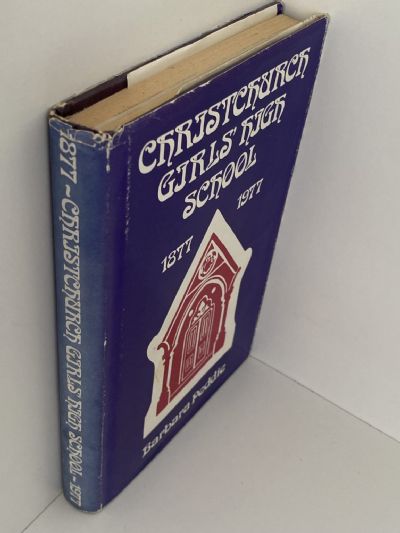 CHRISTCHURCH
GIRLS' HIGH
SCHOOL
1877 1977
Barbara Peddie
1877 - CHRISTCHURCH GIRLS' HIGH SCHOOL - 1977